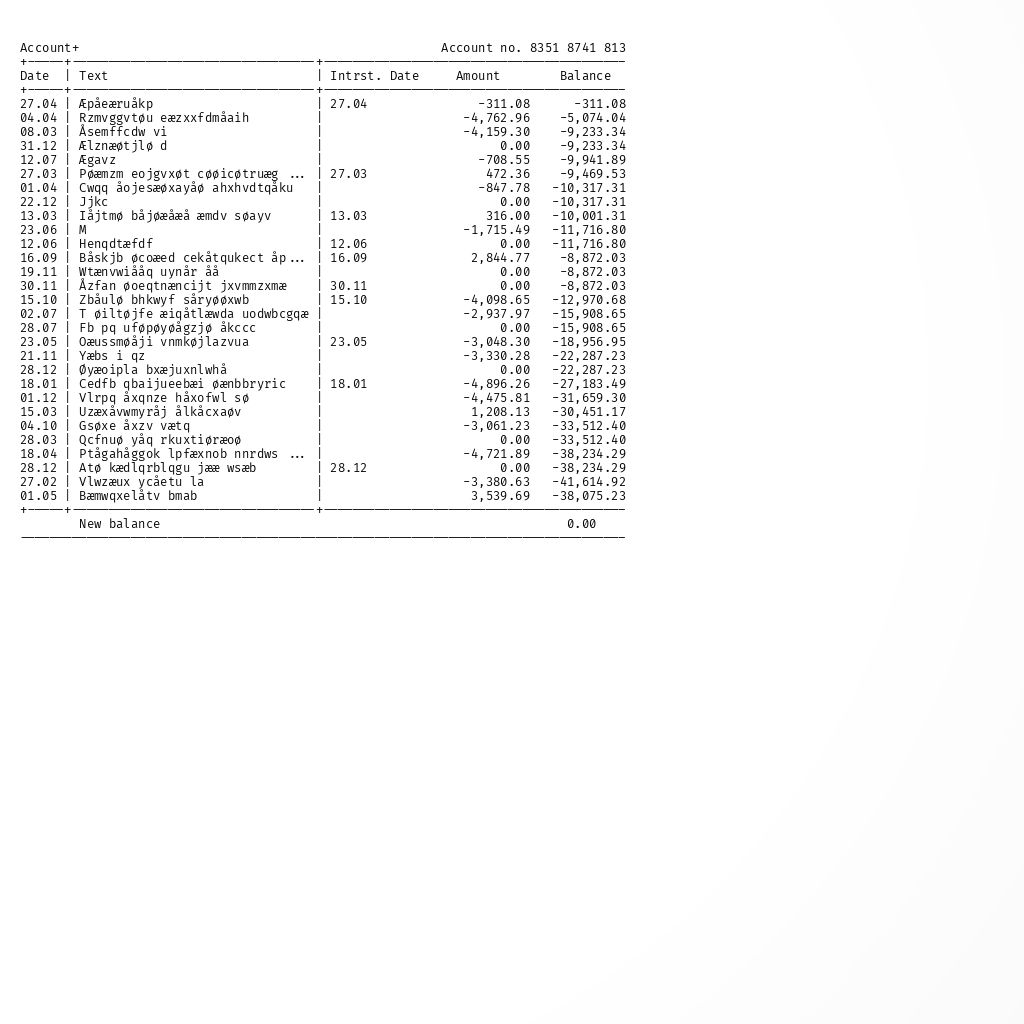 Account+ Account no. 8351 8741 813
Date | Text | Intrst. Date Amount Balance
27.04 | Æpåeæruåkp | 27.04 -311.08 -311.08
04.04 | Rzmvggvtøu eæzxxfdmåaih | -4,762.96 -5,074.04
08.03 | Åsemffcdw vi | -4,159.30 -9,233.34
31.12 | Ælznæøtjlø d | 0.00 -9,233.34
12.07 | Ægavz | -708.55 -9,941.89
27.03 | Pøæmzm eojgvxøt cøøicøtruæg ... | 27.03 472.36 -9,469.53
01.04 | Cwqq åojesæøxayåø ahxhvdtqåku | -847.78 -10,317.31
22.12 | Jjkc | 0.00 -10,317.31
13.03 | Iåjtmø båjøæåæå æmdv søayv | 13.03 316.00 -10,001.31
23.06 | M | -1,715.49 -11,716.80
12.06 | Henqdtæfdf | 12.06 0.00 -11,716.80
16.09 | Båskjb øcoæed cekåtqukect åp... | 16.09 2,844.77 -8,872.03
19.11 | Wtænvwiååq uynår åå | 0.00 -8,872.03
30.11 | Åzfan øoeqtnæncijt jxvmmzxmæ | 30.11 0.00 -8,872.03
15.10 | Zbåulø bhkwyf såryøøxwb | 15.10 -4,098.65 -12,970.68
02.07 | T øiltøjfe æiqåtlæwda uodwbcgqæ | -2,937.97 -15,908.65
28.07 | Fb pq uføpøyøågzjø åkccc | 0.00 -15,908.65
23.05 | Oæussmøåji vnmkøjlazvua | 23.05 -3,048.30 -18,956.95
21.11 | Yæbs i qz | -3,330.28 -22,287.23
28.12 | Øyæoipla bxæjuxnlwhå | 0.00 -22,287.23
18.01 | Cedfb qbaijueebæi øænbbryric | 18.01 -4,896.26 -27,183.49
01.12 | Vlrpq åxqnze håxofwl sø | -4,475.81 -31,659.30
15.03 | Uzæxåvwmyråj ålkåcxaøv | 1,208.13 -30,451.17
04.10 | Gsøxe åxzv vætq | -3,061.23 -33,512.40
28.03 | Qcfnuø yåq rkuxtiøræoø | 0.00 -33,512.40
18.04 | Ptågahåggok lpfæxnob nnrdws ... | -4,721.89 -38,234.29
28.12 | Atø kædlqrblqgu jææ wsæb | 28.12 0.00 -38,234.29
27.02 | Vlwzæux ycåetu la | -3,380.63 -41,614.92
01.05 | Bæmwqxelåtv bmab | 3,539.69 -38,075.23
New balance 0.00